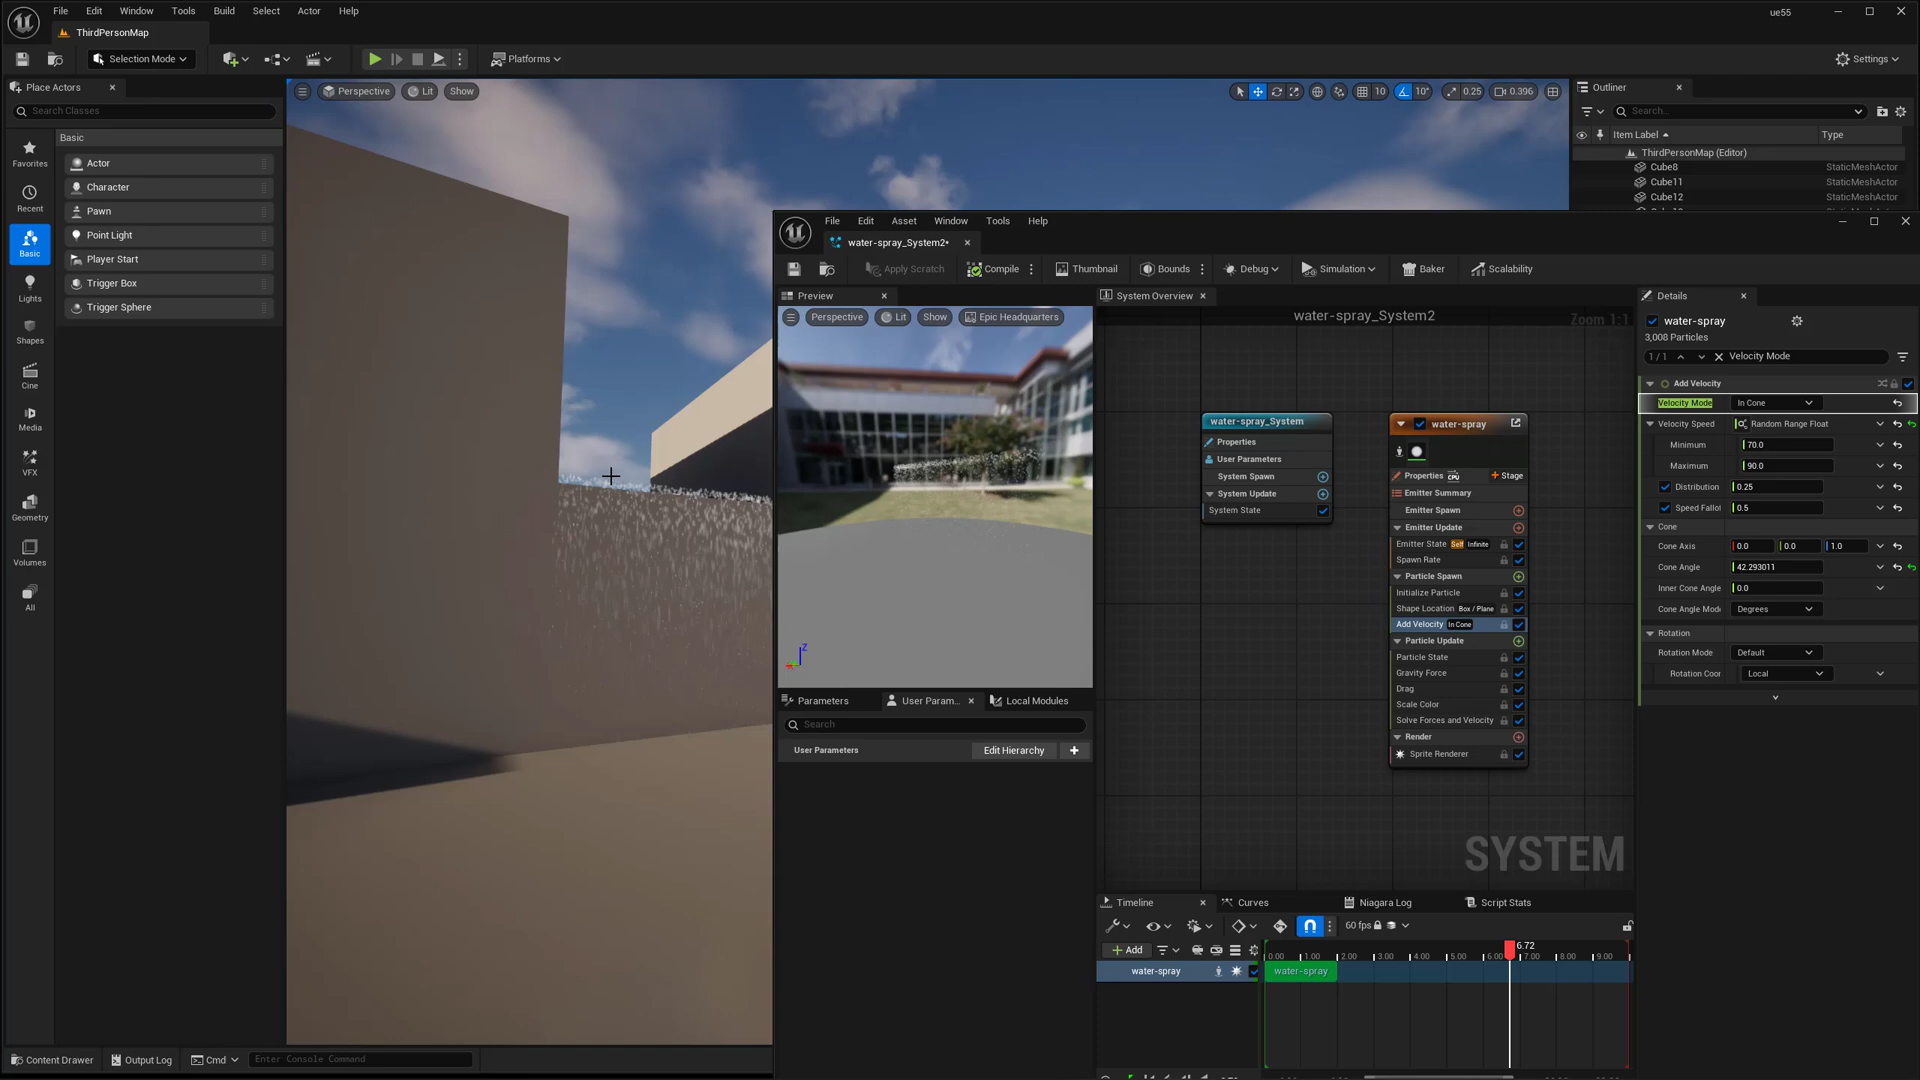 File Edit Window Tools Build Select Actor Help
ue55
ThirdPersonMap
Selection Mode
Platforms
Settings
Place Actors
Search Classes
Favorites
Recent
Basic
Lights
Shapes
Cine
Media
VFX
Geometry
Volumes
All
Basic
Actor
Character
Pawn
Point Light
Player Start
Trigger Box
Trigger Sphere
Perspective Lit Show
10 10° 0.25 0.396
Outliner
Search...
Item Label Type
ThirdPersonMap (Editor)
Cube8 StaticMeshActor
Cube11 StaticMeshActor
Cube12 StaticMeshActor
File Edit Asset Window Tools Help
water-spray_System2*
Apply Scratch Compile Thumbnail Bounds Debug Simulation Baker Scalability
Preview
Perspective Lit Show Epic Headquarters
Z
Parameters User Param... Local Modules
Search
User Parameters Edit Hierarchy
System Overview
water-spray_System2
Zoom 1:1
water-spray_System
Properties
User Parameters
System Spawn
System Update
System State
water-spray
Properties CPU Stage
Emitter Summary
Emitter Spawn
Emitter Update
Emitter State Self Infinite
Spawn Rate
Particle Spawn
Initialize Particle
Shape Location Box / Plane
Add Velocity In Cone
Particle Update
Particle State
Gravity Force
Drag
Scale Color
Solve Forces and Velocity
Render
Sprite Renderer
SYSTEM
Details
water-spray
3,008 Particles
1 / 1 Velocity Mode
Add Velocity
Velocity Mode In Cone
Velocity Speed Random Range Float
Minimum 70.0
Maximum 90.0
Distribution 0.25
Speed Fallof 0.5
Cone
Cone Axis 0.0 0.0 1.0
Cone Angle 42.293011
Inner Cone Angle 0.0
Cone Angle Mod Degrees
Rotation
Rotation Mode Default
Rotation Coor Local
Timeline Curves Niagara Log Script Stats
60 fps
Add
6.72
0.00 1.00 2.00 3.00 4.00 5.00 6.00 7.00 8.00 9.00
water-spray
water-spray
Content Drawer Output Log Cmd Enter Console Command